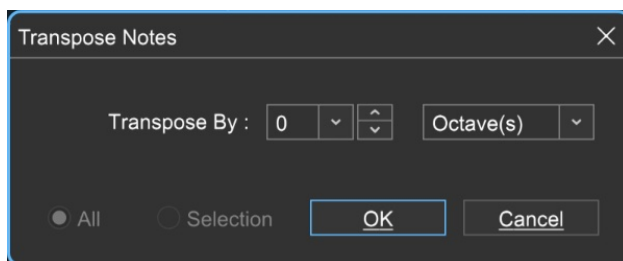 Transpose Notes
Transpose By : 0 Octave(s)
All Selection OK Cancel